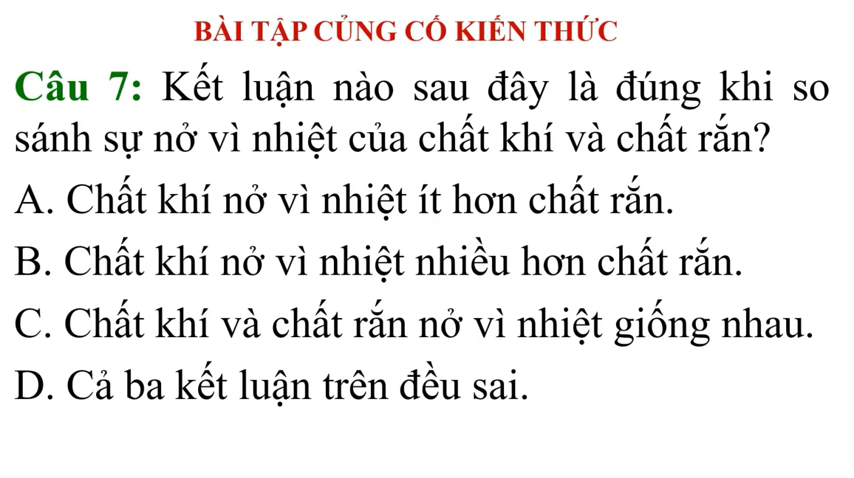 BÀI TẬP CỦNG CỐ KIẾN THỨC
Câu 7: Kết luận nào sau đây là đúng khi so
sánh sự nở vì nhiệt của chất khí và chất rắn?
A. Chất khí nở vì nhiệt ít hơn chất rắn.
B. Chất khí nở vì nhiệt nhiều hơn chất rắn.
C. Chất khí và chất rắn nở vì nhiệt giống nhau.
D. Cả ba kết luận trên đều sai.